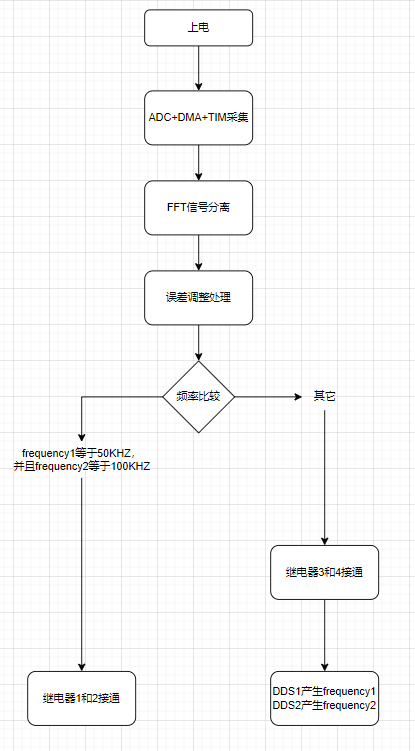 上电
ADC+DMA+TIM采集
FFT信号分离
误差调整处理
频率比较
其它
frequency1等于50KHZ,
并且frequency2等于100KHZ
继电器3和4接通
继电器1和2接通
DDS1产生frequency1
DDS2产生frequency2